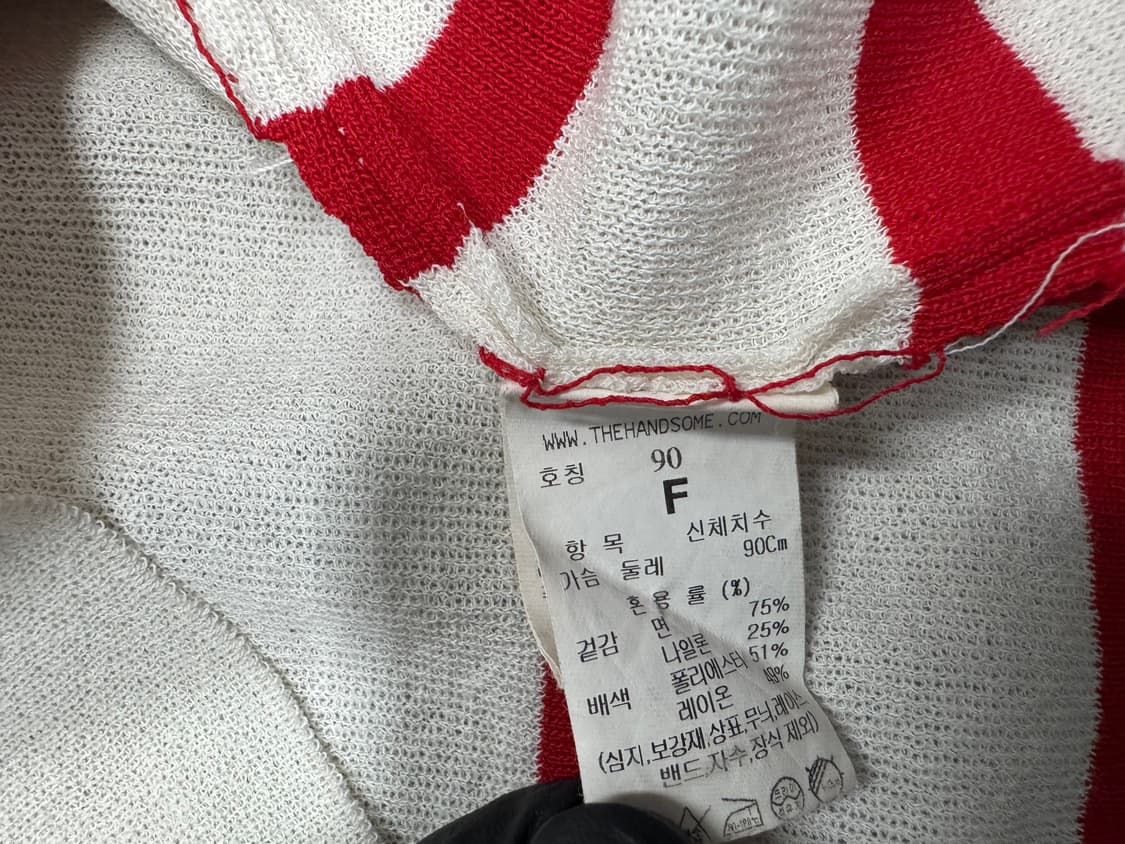 WWW.THEHANDSOME.COM
호칭 90
F
항 목 신체치수
가슴 둘레 90Cm
혼 용 률 (%)
겉감 면 75%
나일론 25%
배색 폴리에스터 51%
레이온 49%
(심지,보강재,상표,무늬,레이스
밴드,자수,장식 제외)
드라이